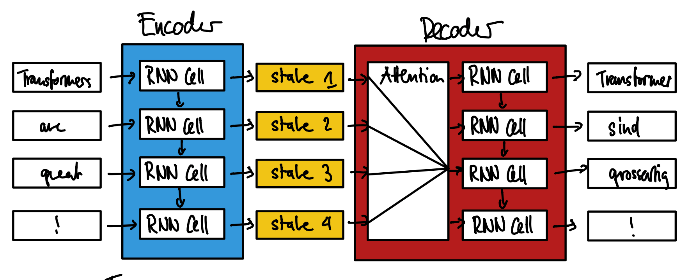 Encoder Decoder
Transformers RNN Cell state 1 Attention RNN Cell Transformer
are RNN Cell state 2 RNN Cell sind
great RNN Cell state 3 RNN Cell grossartig
! RNN Cell state 4 RNN Cell !